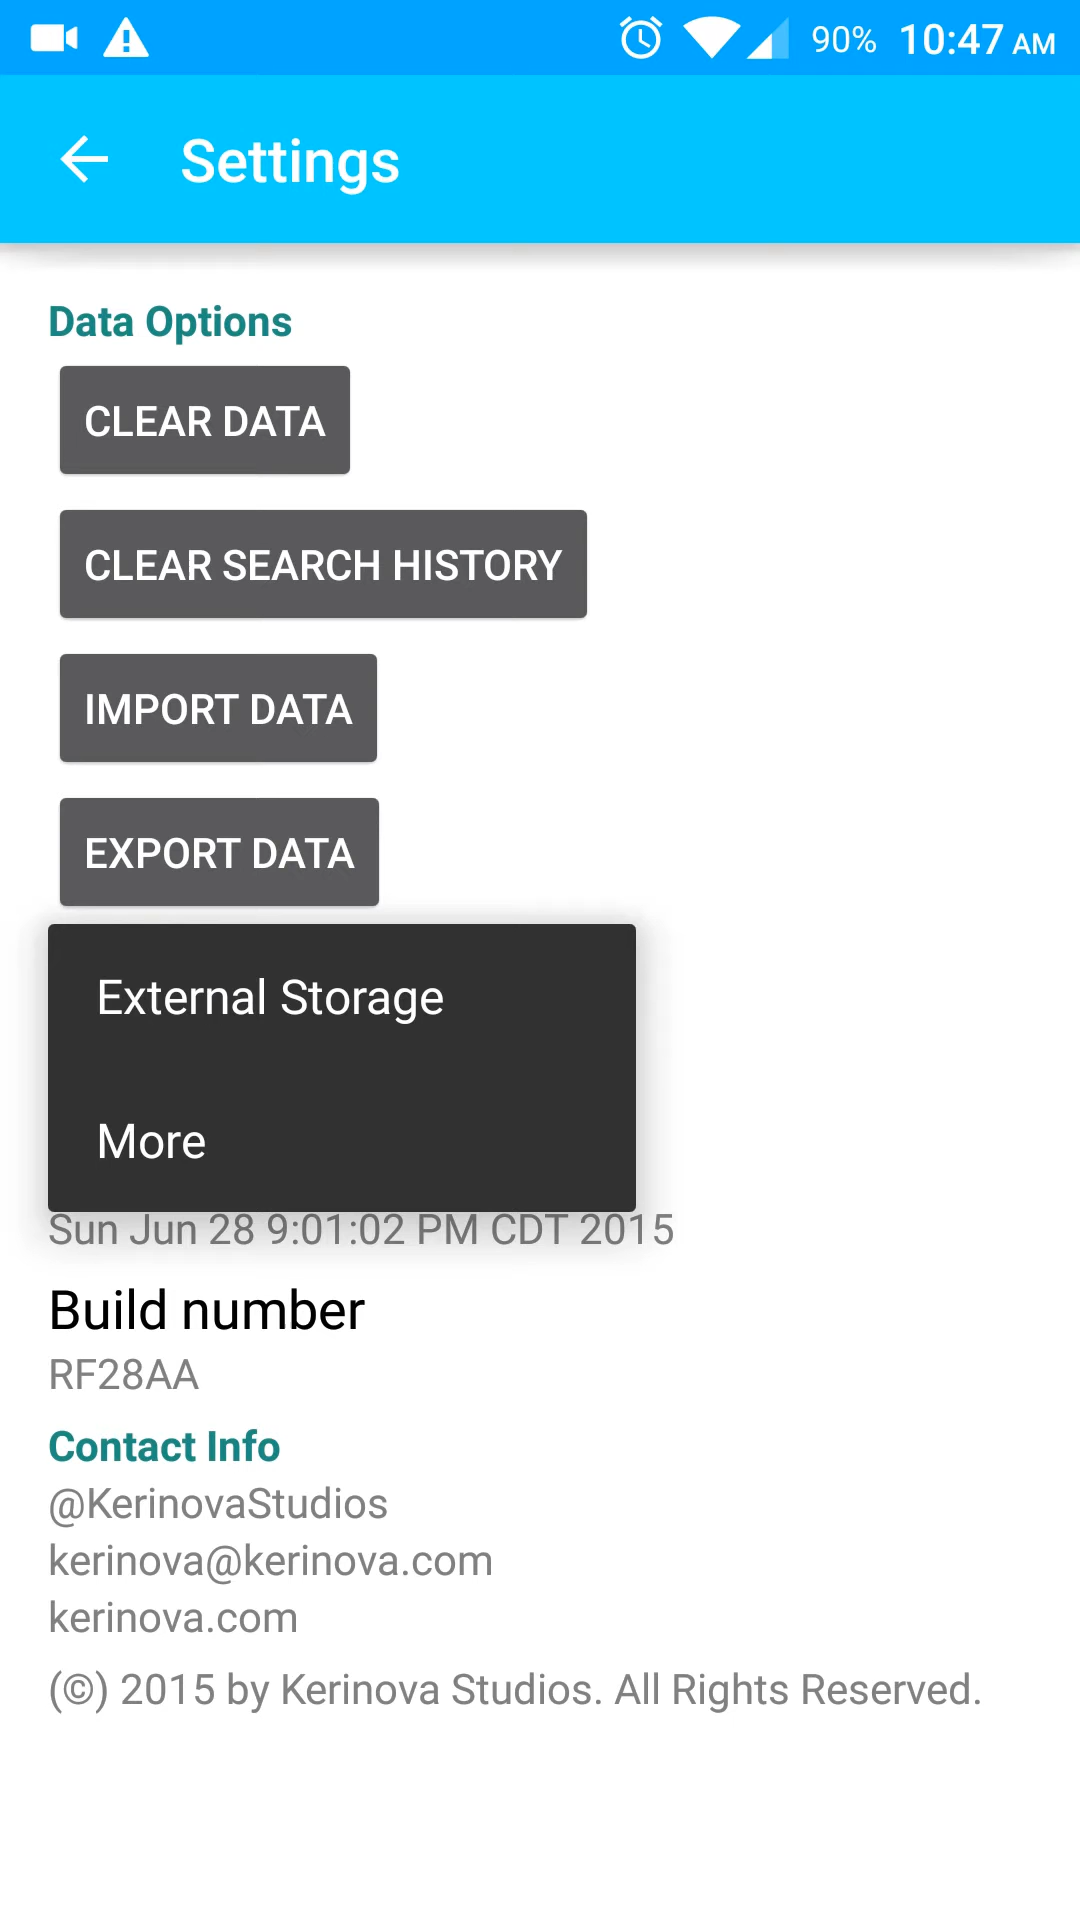 90% 10:47 AM
Settings
Data Options
CLEAR DATA
CLEAR SEARCH HISTORY
IMPORT DATA
EXPORT DATA
External Storage
More
Sun Jun 28 9:01:02 PM CDT 2015
Build number
RF28AA
Contact Info
@KerinovaStudios
kerinova@kerinova.com
kerinova.com
(©) 2015 by Kerinova Studios. All Rights Reserved.